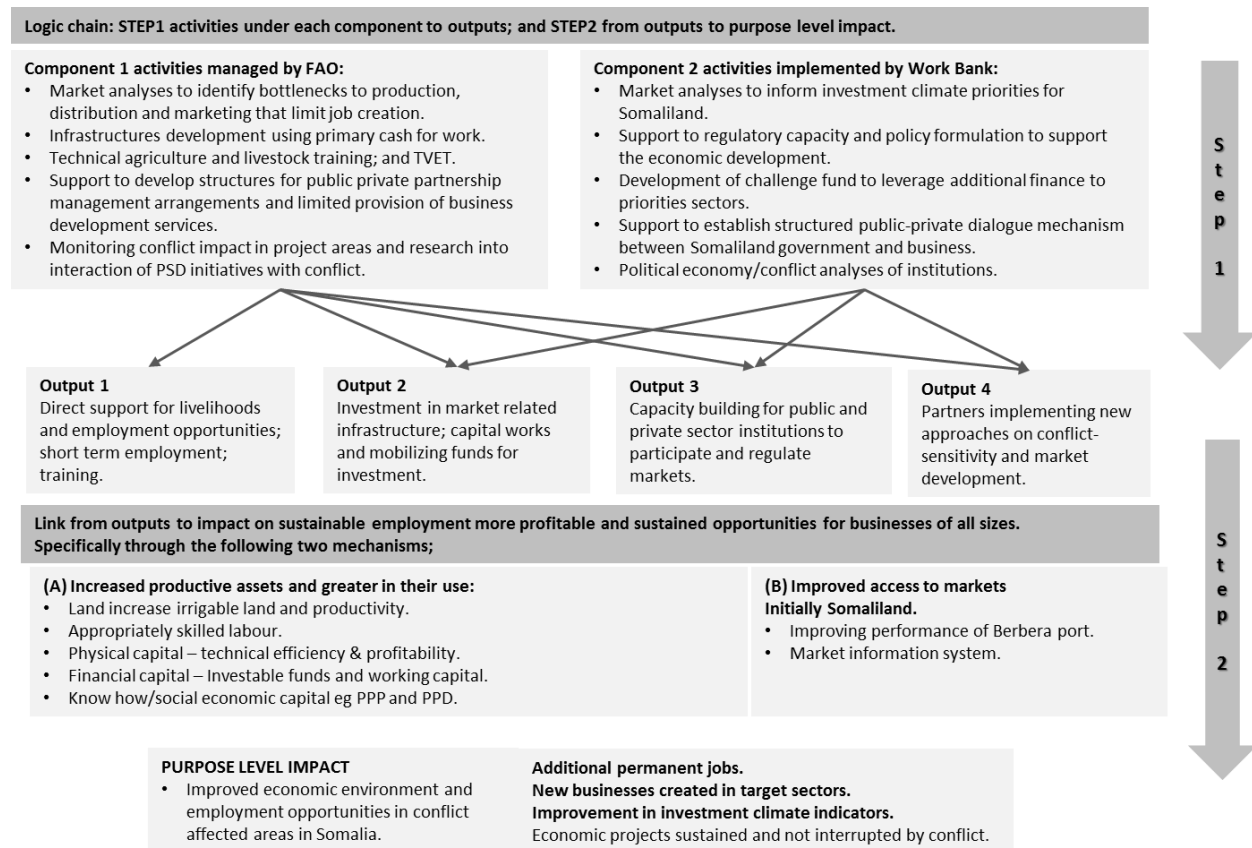 Logic chain: STEP1 activities under each component to outputs; and STEP2 from outputs to purpose level impact.
Component 1 activities managed by FAO:
• Market analyses to identify bottlenecks to production,
distribution and marketing that limit job creation.
• Infrastructures development using primary cash for work.
• Technical agriculture and livestock training; and TVET.
• Support to develop structures for public private partnership
management arrangements and limited provision of business
development services.
• Monitoring conflict impact in project areas and research into
interaction of PSD initiatives with conflict.
Component 2 activities implemented by Work Bank:
• Market analyses to inform investment climate priorities for
Somaliland.
• Support to regulatory capacity and policy formulation to support
the economic development.
• Development of challenge fund to leverage additional finance to
priorities sectors.
• Support to establish structured public-private dialogue mechanism
between Somaliland government and business.
• Political economy/conflict analyses of institutions.
Step 1
Output 1
Direct support for livelihoods
and employment opportunities;
short term employment;
training.
Output 2
Investment in market related
infrastructure; capital works
and mobilizing funds for
investment.
Output 3
Capacity building for public and
private sector institutions to
participate and regulate
markets.
Output 4
Partners implementing new
approaches on conflict-
sensitivity and market
development.
Link from outputs to impact on sustainable employment more profitable and sustained opportunities for businesses of all sizes.
Specifically through the following two mechanisms;
(A) Increased productive assets and greater in their use:
• Land increase irrigable land and productivity.
• Appropriately skilled labour.
• Physical capital – technical efficiency & profitability.
• Financial capital – Investable funds and working capital.
• Know how/social economic capital eg PPP and PPD.
(B) Improved access to markets
Initially Somaliland.
• Improving performance of Berbera port.
• Market information system.
Step 2
PURPOSE LEVEL IMPACT
• Improved economic environment and
employment opportunities in conflict
affected areas in Somalia.
Additional permanent jobs.
New businesses created in target sectors.
Improvement in investment climate indicators.
Economic projects sustained and not interrupted by conflict.